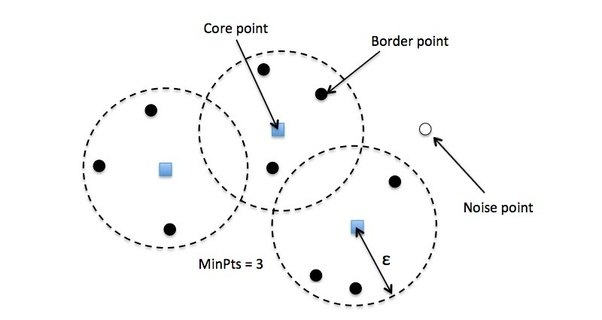 Core point
Border point
Noise point
ε
MinPts = 3